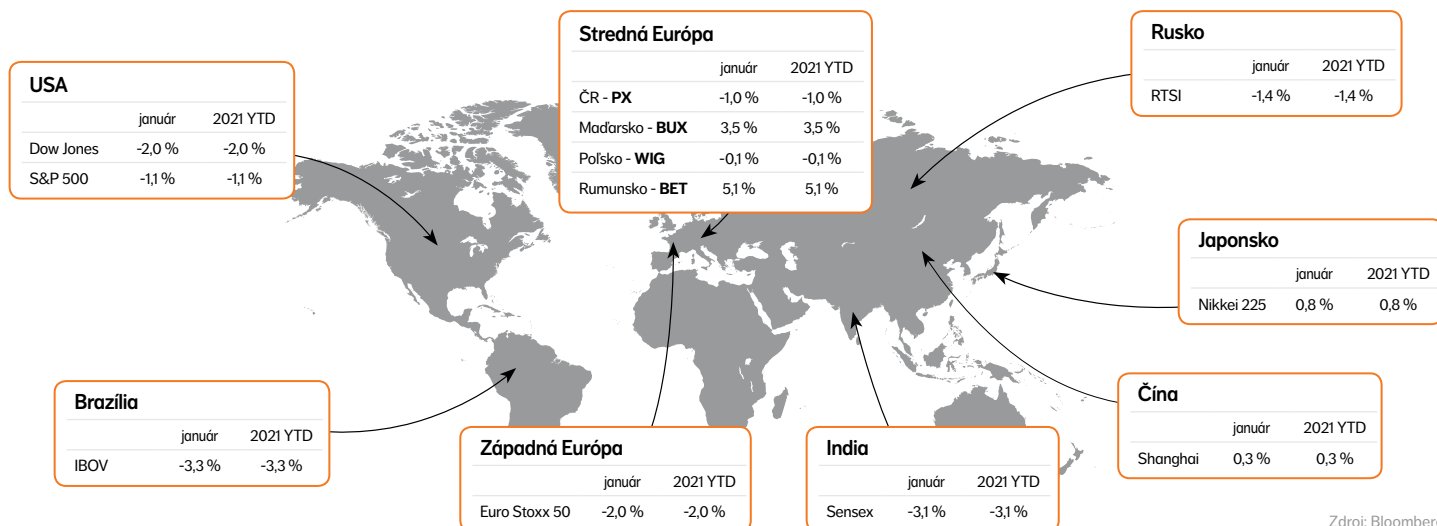 Stredná Európa
január 2021 YTD
ČR - PX -1,0 % -1,0 %
Maďarsko - BUX 3,5 % 3,5 %
Poľsko - WIG -0,1 % -0,1 %
Rumunsko - BET 5,1 % 5,1 %
Rusko
január 2021 YTD
RTSI -1,4 % -1,4 %
USA
január 2021 YTD
Dow Jones -2,0 % -2,0 %
S&P 500 -1,1 % -1,1 %
Japonsko
január 2021 YTD
Nikkei 225 0,8 % 0,8 %
Brazília
január 2021 YTD
IBOV -3,3 % -3,3 %
Čína
január 2021 YTD
Shanghai 0,3 % 0,3 %
Západná Európa
január 2021 YTD
Euro Stoxx 50 -2,0 % -2,0 %
India
január 2021 YTD
Sensex -3,1 % -3,1 %
Zdroj: Bloomber